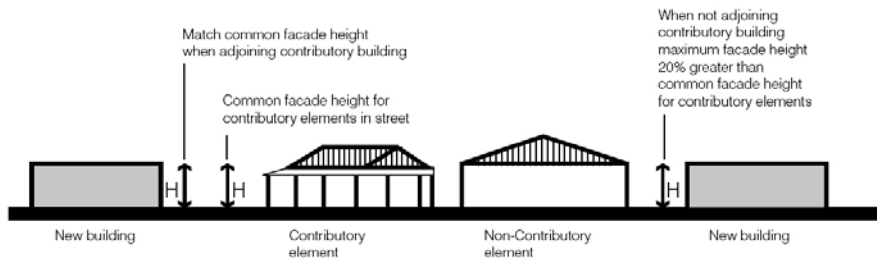 Match common facade height
when adjoining contributory building
Common facade height for
contributory elements in street
When not adjoining
contributory building
maximum facade height
20% greater than
common facade height
for contributory elements
H
H
H
New building
Contributory
element
Non-Contributory
element
New building